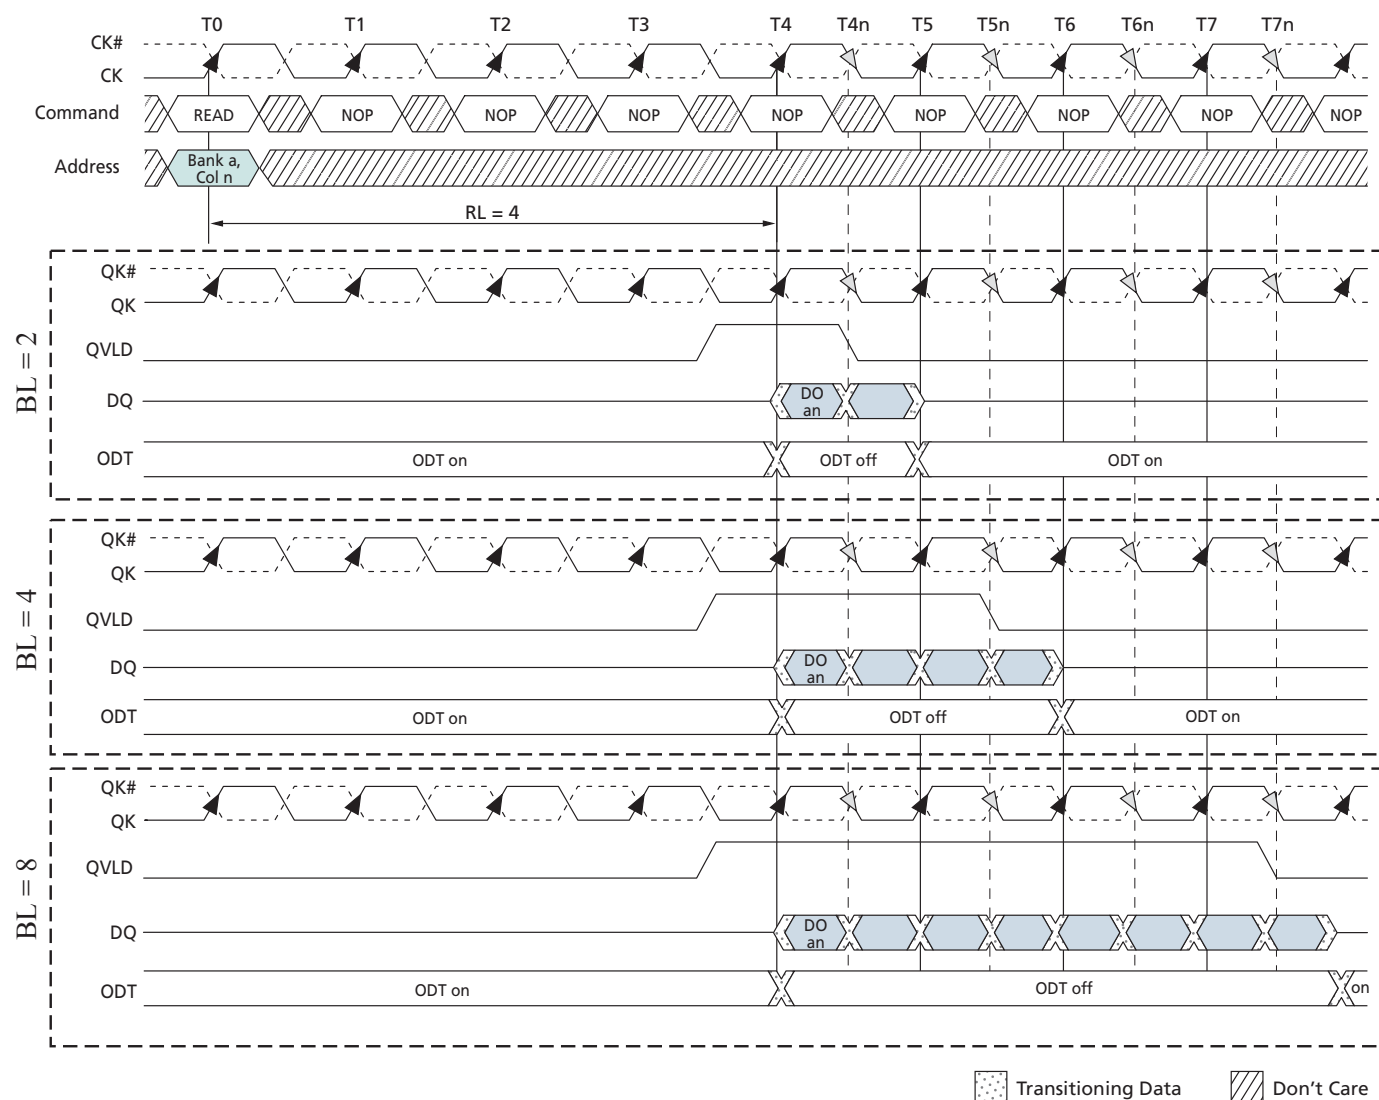 T0 T1 T2 T3 T4 T4n T5 T5n T6 T6n T7 T7n
CK#
CK
Command READ NOP NOP NOP NOP NOP NOP NOP NOP
Address Bank a,
Col n
RL = 4
BL = 2
QK#
QK
QVLD
DQ DO
an
ODT ODT on ODT off ODT on
BL = 4
QK#
QK
QVLD
DQ DO
an
ODT ODT on ODT off ODT on
BL = 8
QK#
QK
QVLD
DQ DO
an
ODT ODT on ODT off on
Transitioning Data Don't Care